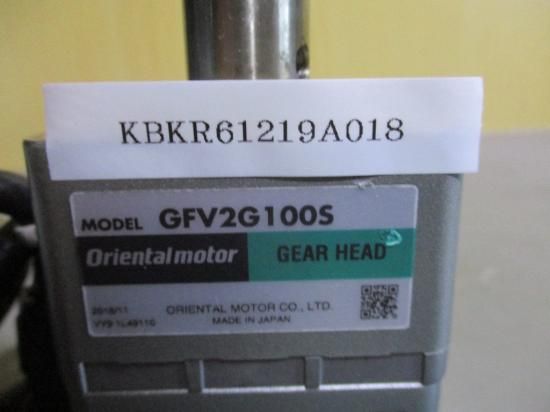 KBKR61219A018
MODEL GFV2G100S
Orientalmotor GEAR HEAD
2018/11 ORIENTAL MOTOR CO., LTD.
MADE IN JAPAN